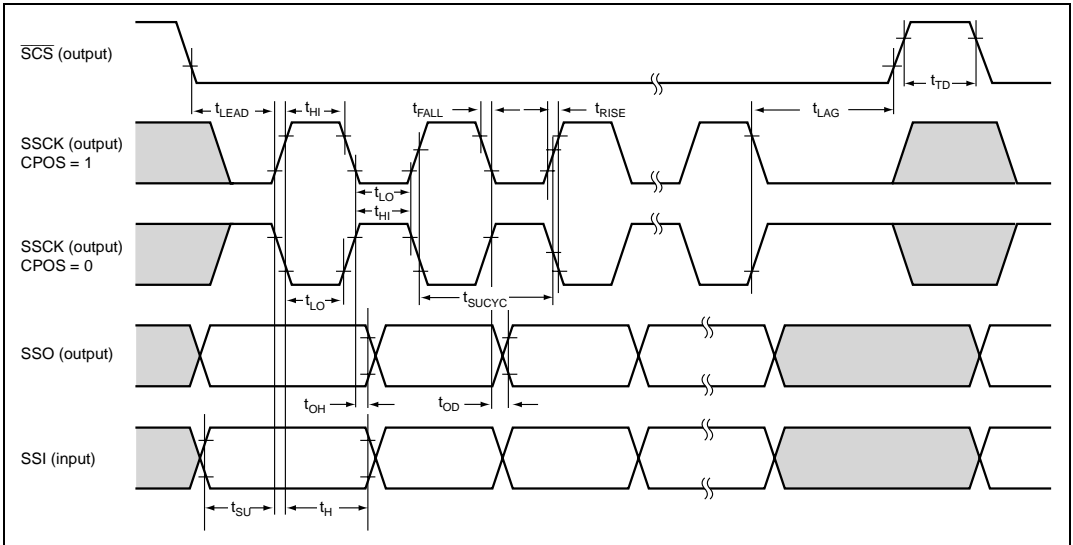 SCS (output)
tTD
tLEAD
tHI
tFALL
tRISE
tLAG
SSCK (output)
CPOS = 1
tLO
tHI
SSCK (output)
CPOS = 0
tLO
tSUCYC
SSO (output)
tOH
tOD
SSI (input)
tSU
tH